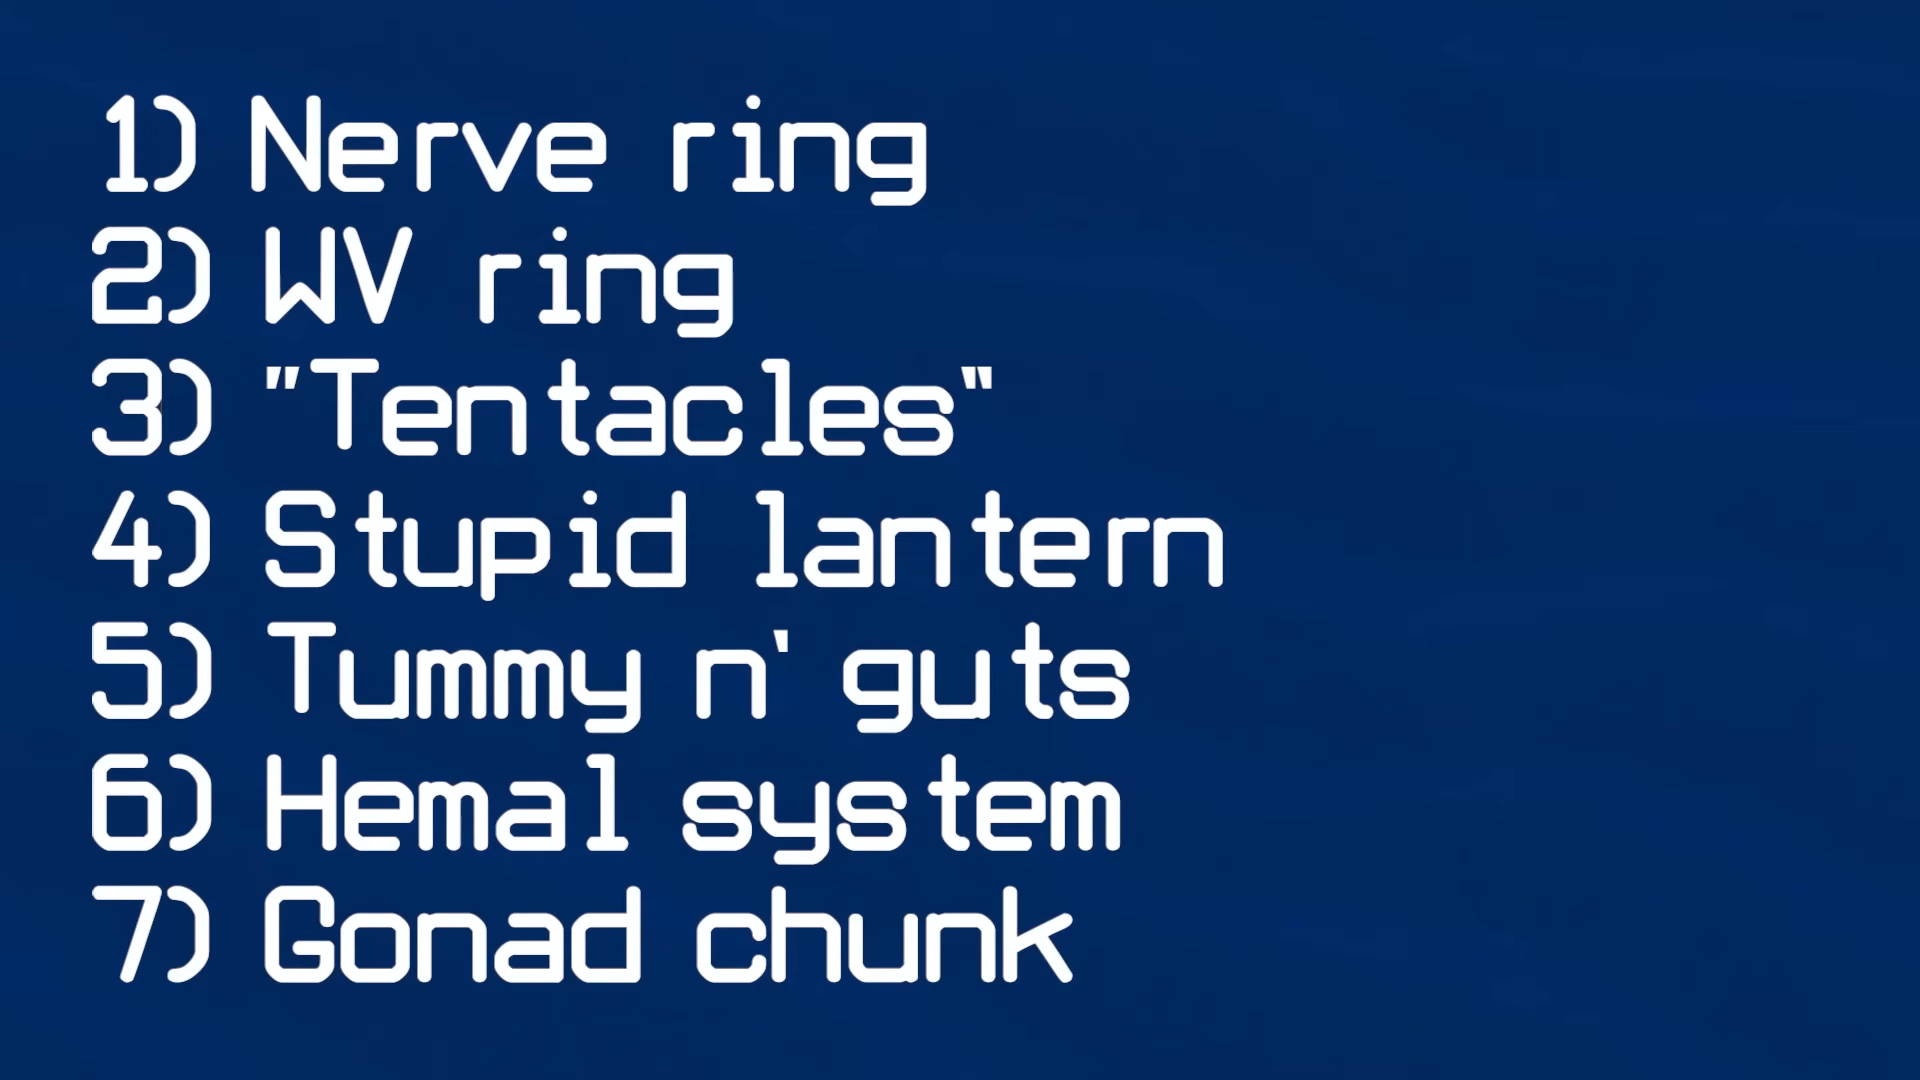 1) Nerve ring
2) WV ring
3) "Tentacles"
4) Stupid lantern
5) Tummy n' guts
6) Hemal system
7) Gonad chunk